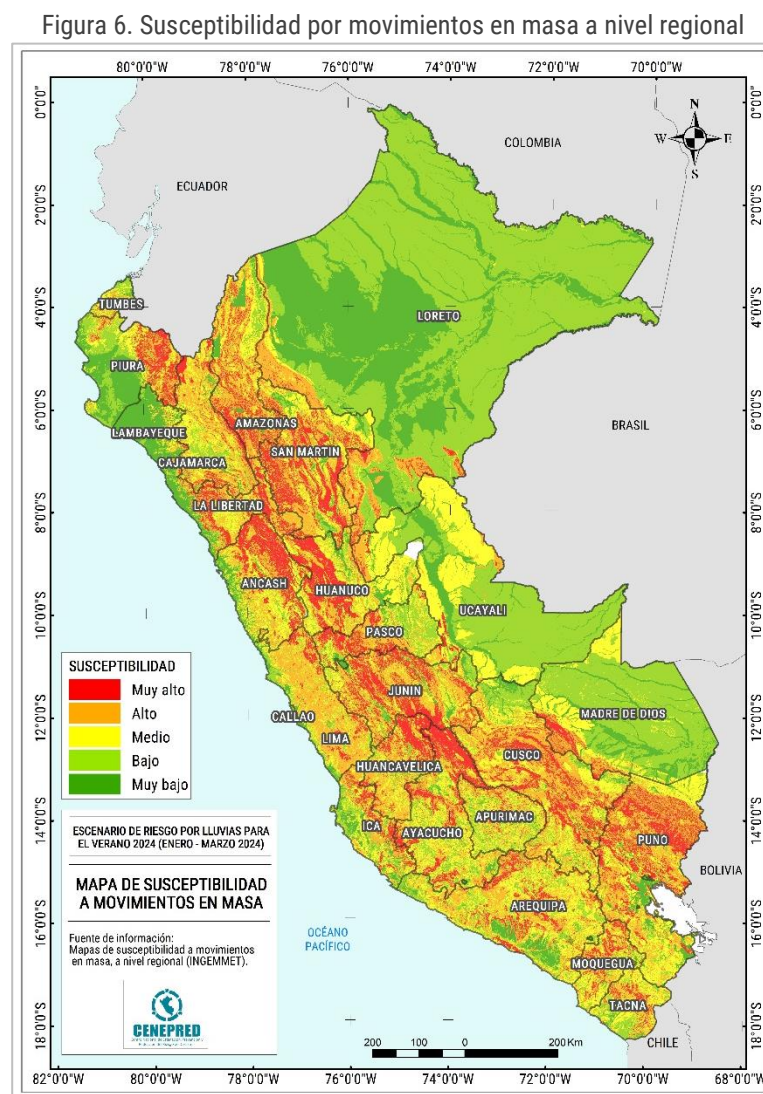 Figura 6. Susceptibilidad por movimientos en masa a nivel regional
80°0'0"W 78°0'0"W 76°0'0"W 74°0'0"W 72°0'0"W 70°0'0"W
0°0'0"
2°0'0"S
4°0'0"S
6°0'0"S
8°0'0"S
10°0'0"S
12°0'0"S
14°0'0"S
16°0'0"S
18°0'0"S
0°0'0"
2°0'0"S
4°0'0"S
6°0'0"S
8°0'0"S
10°0'0"S
12°0'0"S
14°0'0"S
16°0'0"S
18°0'0"S
N
W E
S
COLOMBIA
ECUADOR
TUMBES
LORETO
PIURA
BRASIL
LAMBAYEQUE
AMAZONAS
CAJAMARCA
SAN MARTIN
LA LIBERTAD
ANCASH
HUANUCO
UCAYALI
PASCO
JUNIN
CALLAO
MADRE DE DIOS
LIMA
CUSCO
HUANCAVELICA
ICA
AYACUCHO
APURIMAC
PUNO
BOLIVIA
AREQUIPA
OCÉANO
PACÍFICO
MOQUEGUA
TACNA
CHILE
SUSCEPTIBILIDAD
Muy alto
Alto
Medio
Bajo
Muy bajo
ESCENARIO DE RIESGO POR LLUVIAS PARA
EL VERANO 2024 (ENERO - MARZO 2024)
MAPA DE SUSCEPTIBILIDAD
A MOVIMIENTOS EN MASA
Fuente de información:
Mapas de susceptibilidad a movimientos
en masa, a nivel regional (INGEMMET).
CENEPRED
200 100 0 200 Km
82°0'0"W 80°0'0"W 78°0'0"W 76°0'0"W 74°0'0"W 72°0'0"W 70°0'0"W 68°0'0"W